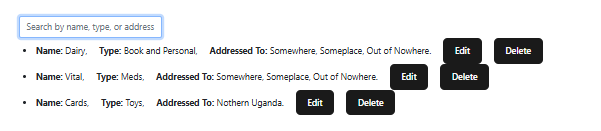 Search by name, type, or address
Name: Dairy, Type: Book and Personal, Addressed To: Somewhere, Someplace, Out of Nowhere. Edit Delete
Name: Vital, Type: Meds, Addressed To: Somewhere, Someplace, Out of Nowhere. Edit Delete
Name: Cards, Type: Toys, Addressed To: Nothern Uganda. Edit Delete